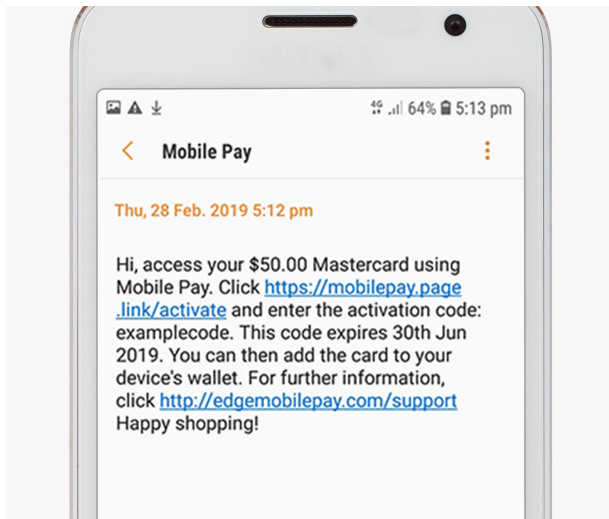 4G 64% 5:13 pm
Mobile Pay
Thu, 28 Feb. 2019 5:12 pm
Hi, access your $50.00 Mastercard using
Mobile Pay. Click https://mobilepay.page
.link/activate and enter the activation code:
examplecode. This code expires 30th Jun
2019. You can then add the card to your
device's wallet. For further information,
click http://edgemobilepay.com/support
Happy shopping!